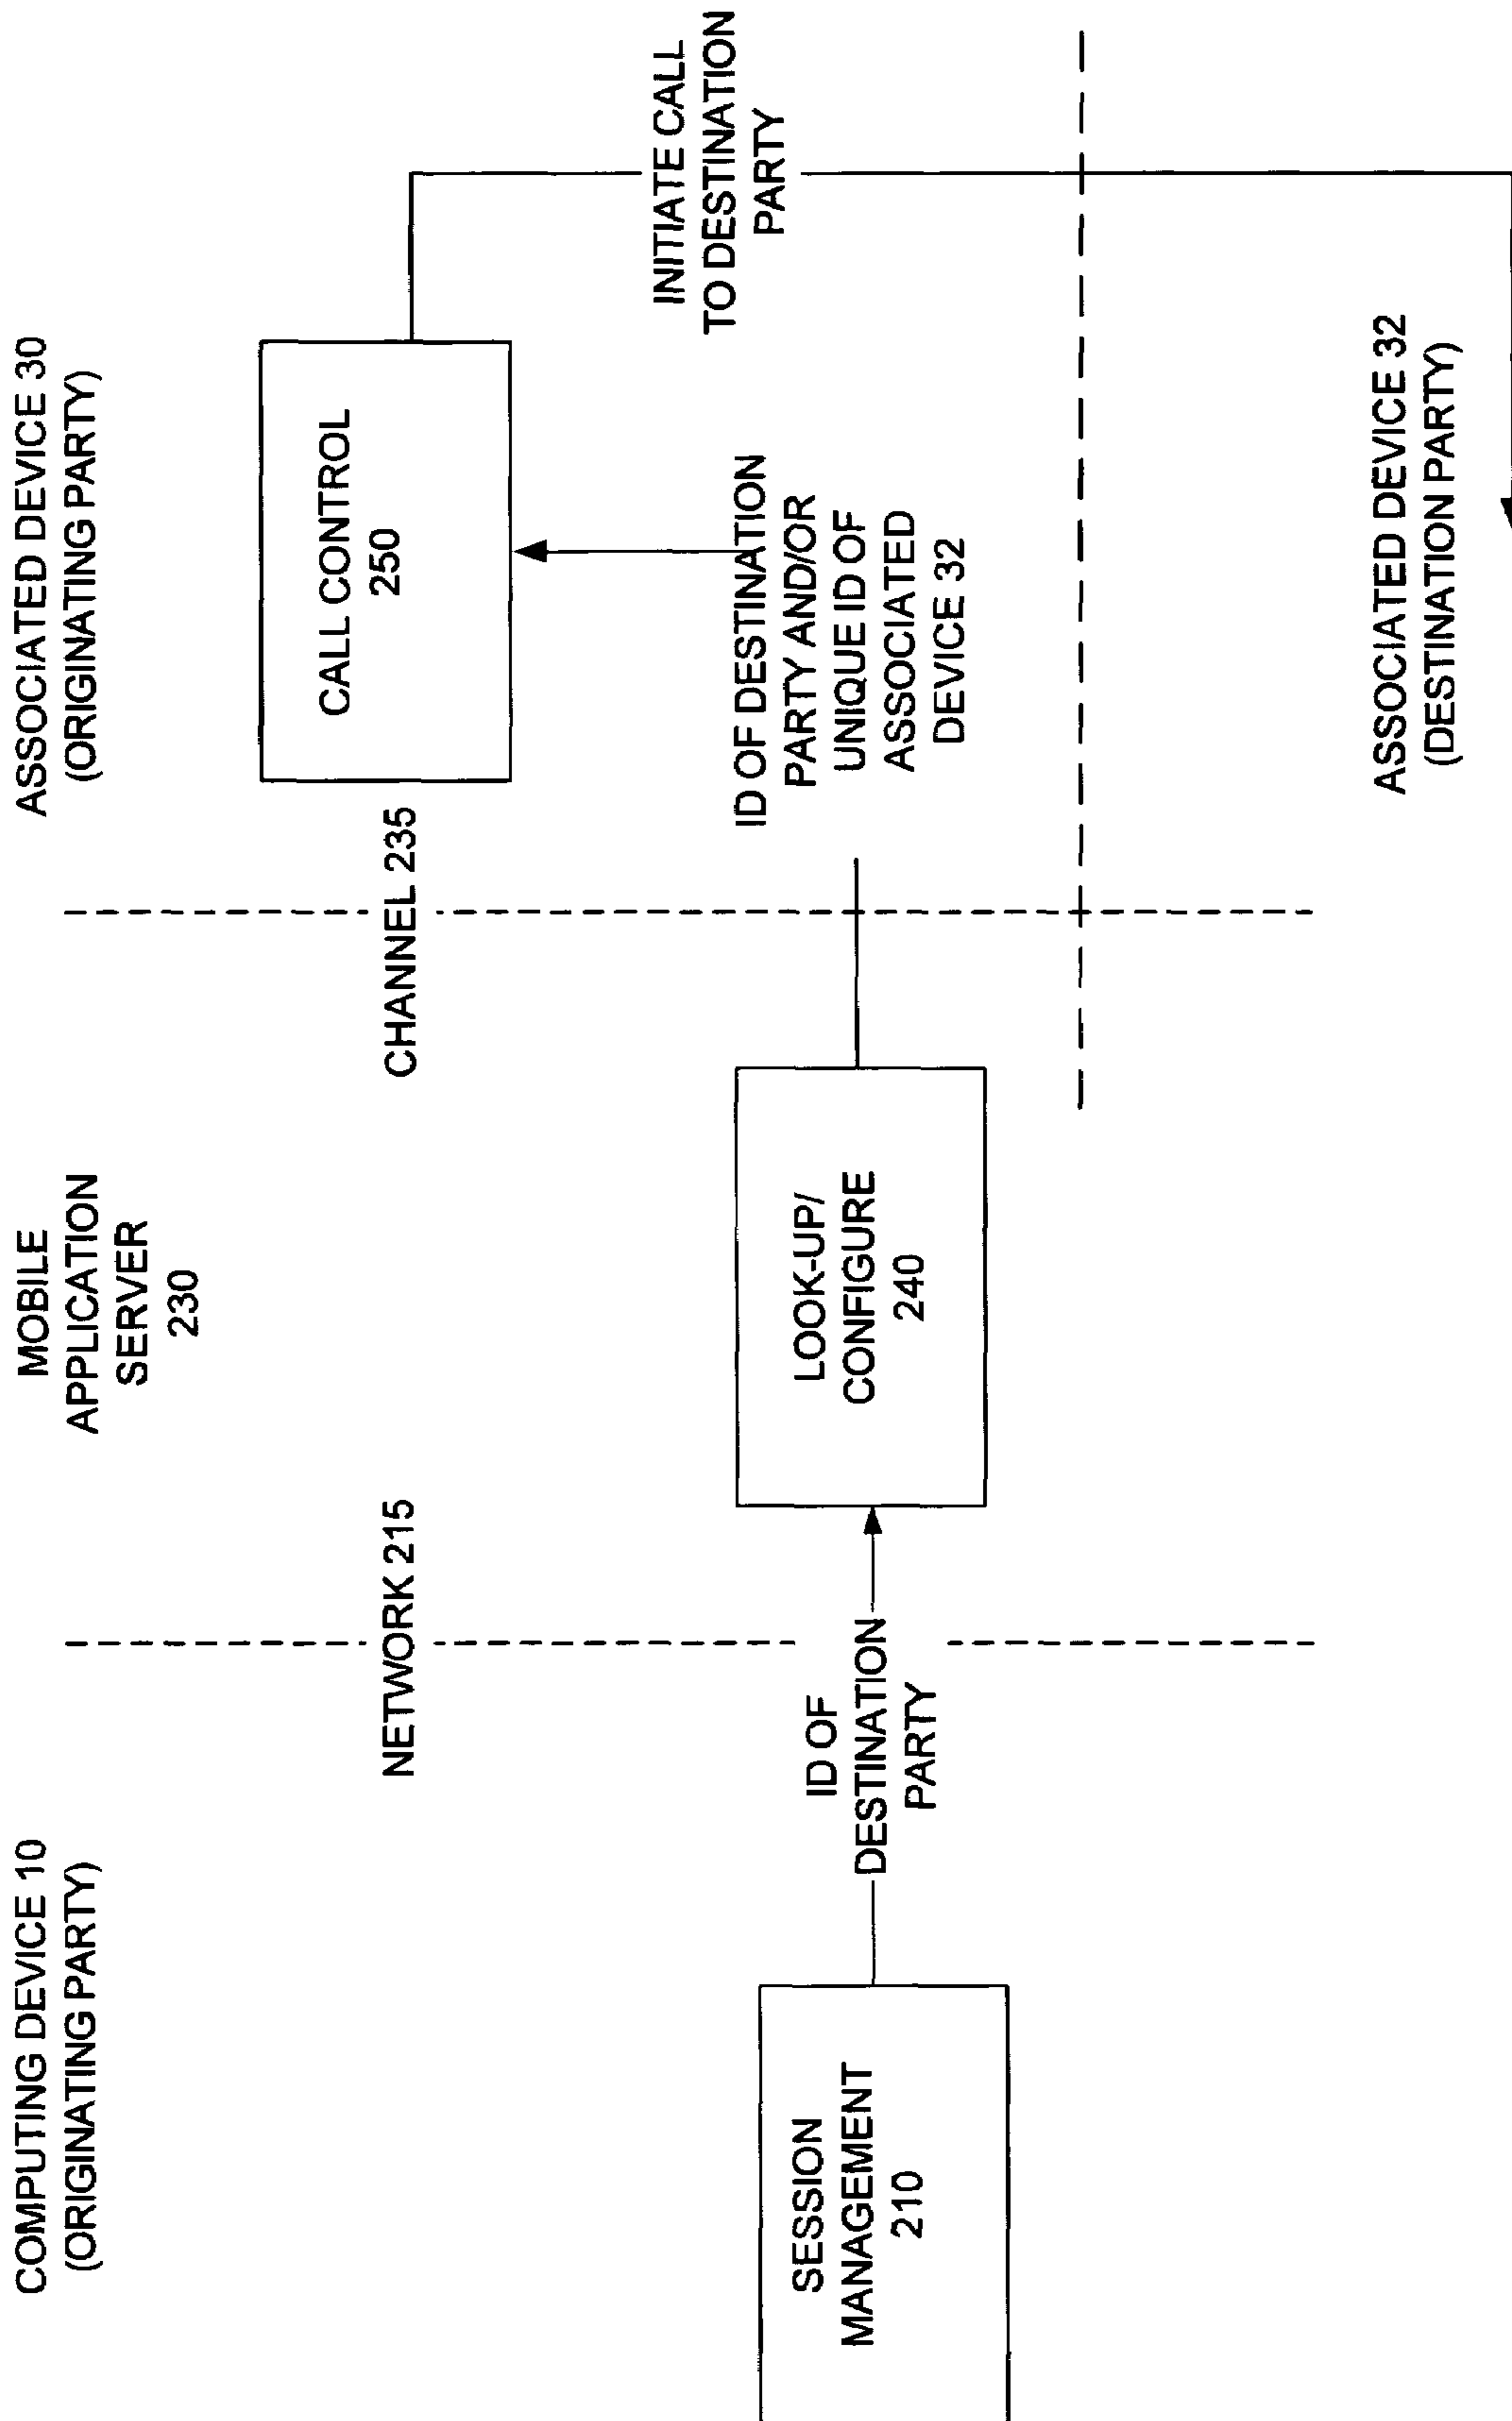 COMPUTING DEVICE 10
(ORIGINATING PARTY)
MOBILE
APPLICATION
SERVER
230
ASSOCIATED DEVICE 30
(ORIGINATING PARTY)
NETWORK 215
CHANNEL 235
CALL CONTROL
250
SESSION
MANAGEMENT
210
ID OF
DESTINATION
PARTY
LOOK-UP/
CONFIGURE
240
ID OF DESTINATION
PARTY AND/OR
UNIQUE ID OF
ASSOCIATED
DEVICE 32
INITIATE CALL
TO DESTINATION
PARTY
ASSOCIATED DEVICE 32
(DESTINATION PARTY)